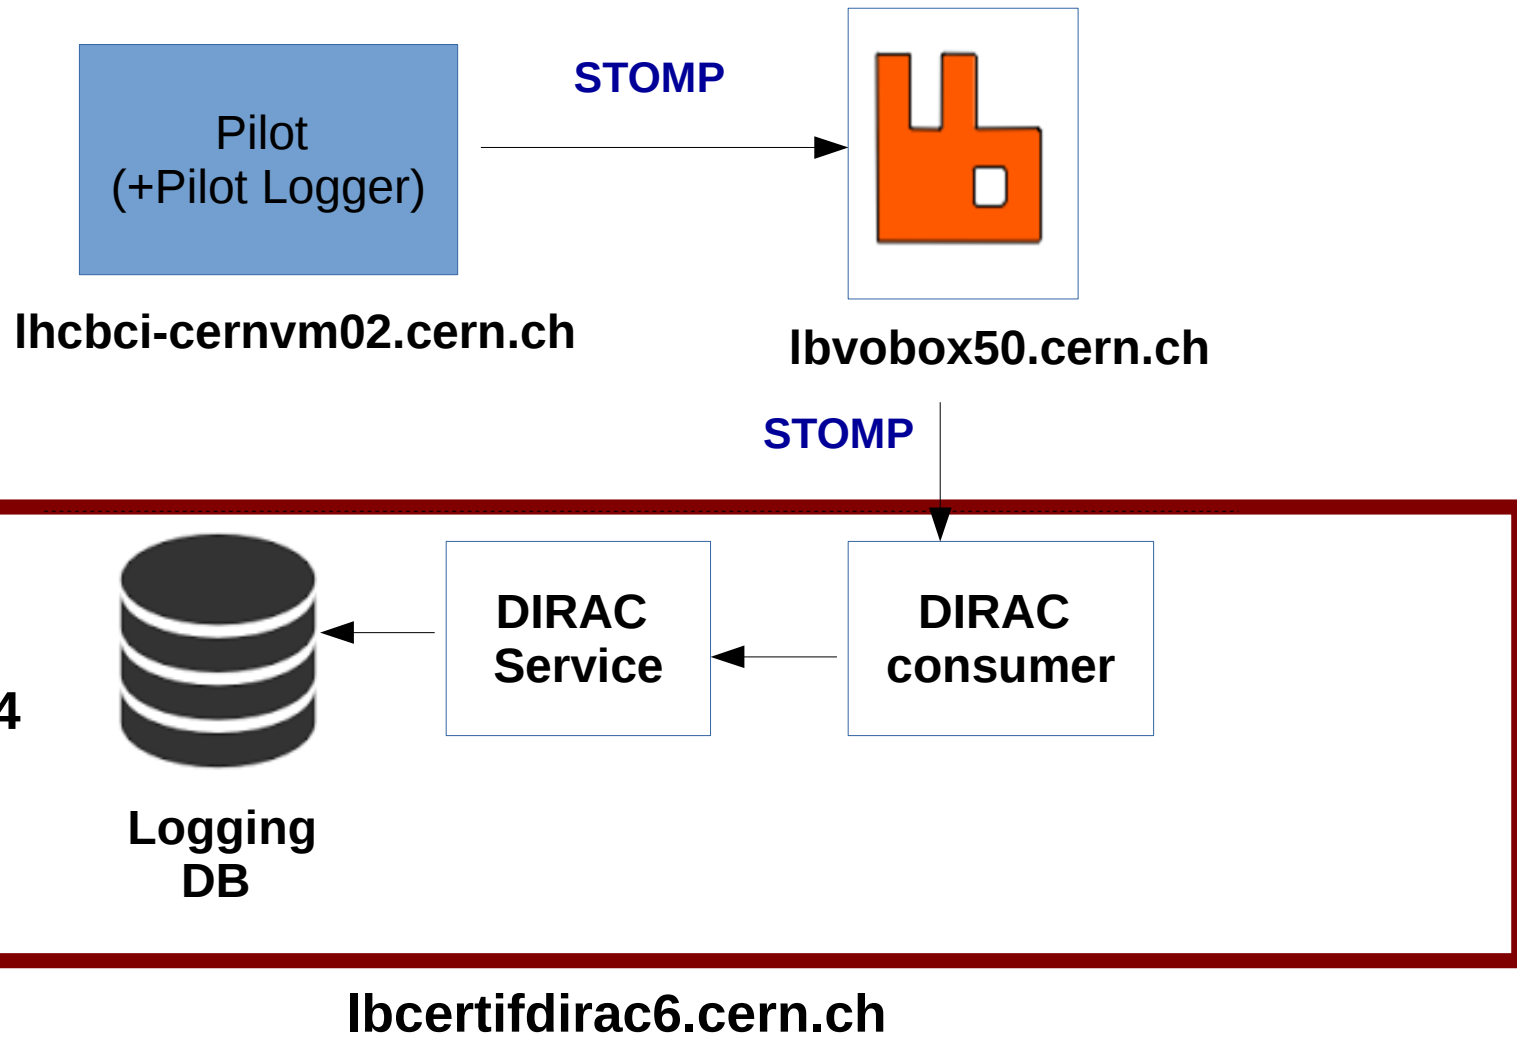 STOMP
Pilot
(+Pilot Logger)
lhcbci-cernvm02.cern.ch
lbvobox50.cern.ch
STOMP
DIRAC
Service
DIRAC
consumer
4
Logging
DB
lbcertifdirac6.cern.ch